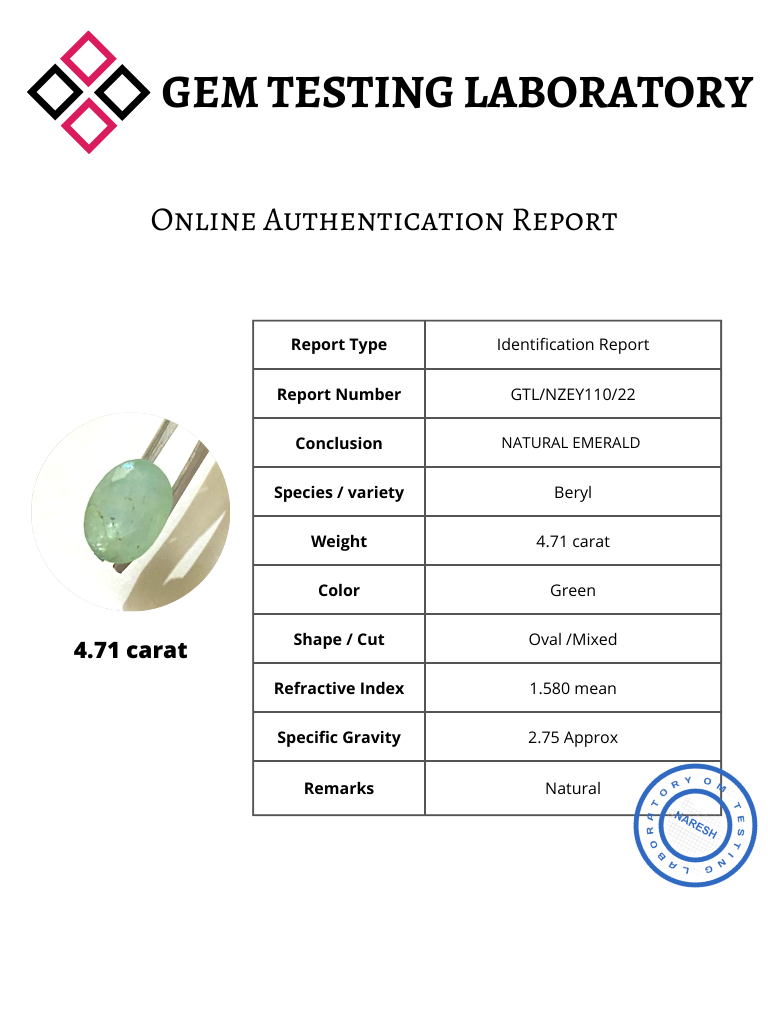 GEM TESTING LABORATORY
Online Authentication Report
Report Type Identification Report
Report Number GTL/NZEY110/22
Conclusion NATURAL EMERALD
Species / variety Beryl
Weight 4.71 carat
Color Green
Shape / Cut Oval /Mixed
Refractive Index 1.580 mean
Specific Gravity 2.75 Approx
Remarks Natural
4.71 carat
OM TESTING LABORATORY
NARESH